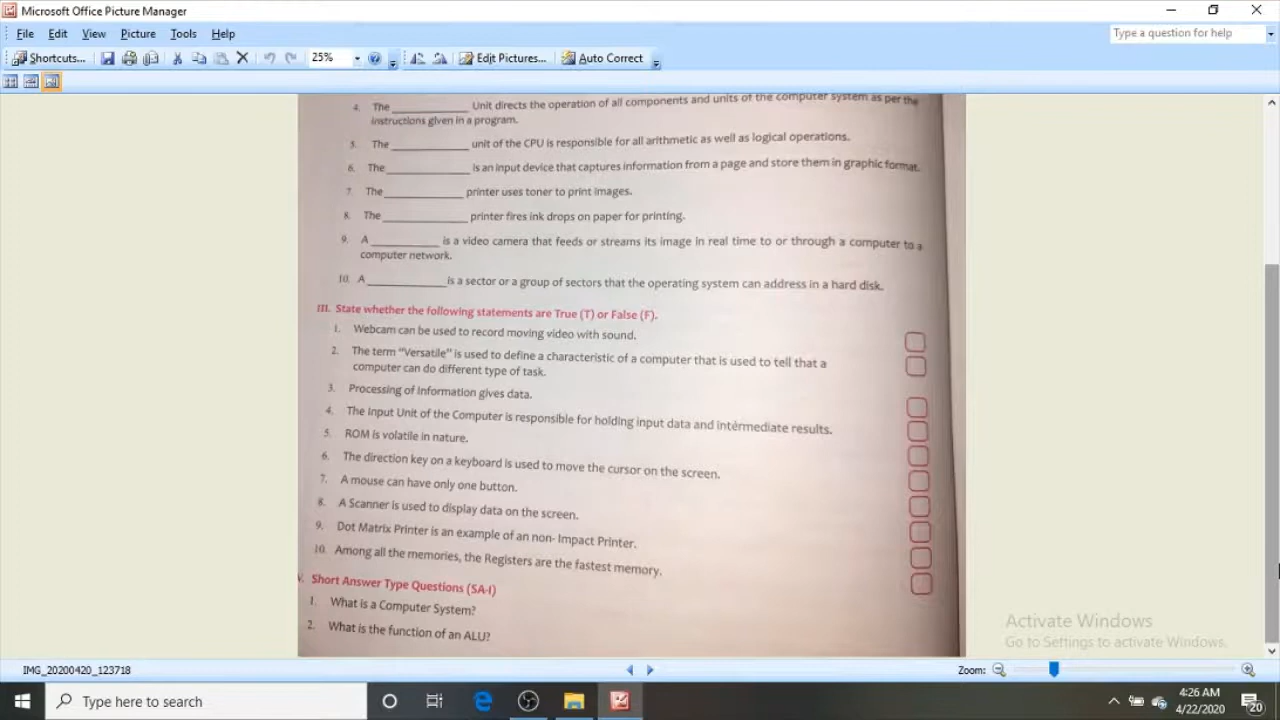 Microsoft Office Picture Manager
File Edit View Picture Tools Help
Type a question for help
Shortcuts... 25% Edit Pictures... Auto Correct
4. The __________ Unit directs the operation of all components and units of the computer system as per the
instructions given in a program.
5. The __________ unit of the CPU is responsible for all arithmetic as well as logical operations.
6. The __________ is an input device that captures information from a page and store them in graphic format.
7. The __________ printer uses toner to print images.
8. The __________ printer fires ink drops on paper for printing.
9. A __________ is a video camera that feeds or streams its image in real time to or through a computer to a
computer network.
10. A __________ is a sector or a group of sectors that the operating system can address in a hard disk.
III. State whether the following statements are True (T) or False (F).
1. Webcam can be used to record moving video with sound.
2. The term "Versatile" is used to define a characteristic of a computer that is used to tell that a
computer can do different type of task.
3. Processing of Information gives data.
4. The Input Unit of the Computer is responsible for holding input data and intermediate results.
5. ROM is volatile in nature.
6. The direction key on a keyboard is used to move the cursor on the screen.
7. A mouse can have only one button.
8. A Scanner is used to display data on the screen.
9. Dot Matrix Printer is an example of an non- Impact Printer.
10. Among all the memories, the Registers are the fastest memory.
V. Short Answer Type Questions (SA-I)
1. What is a Computer System?
2. What is the function of an ALU?
Activate Windows
Go to Settings to activate Windows.
IMG_20200420_123718
Zoom:
Type here to search
4:26 AM
4/22/2020
20